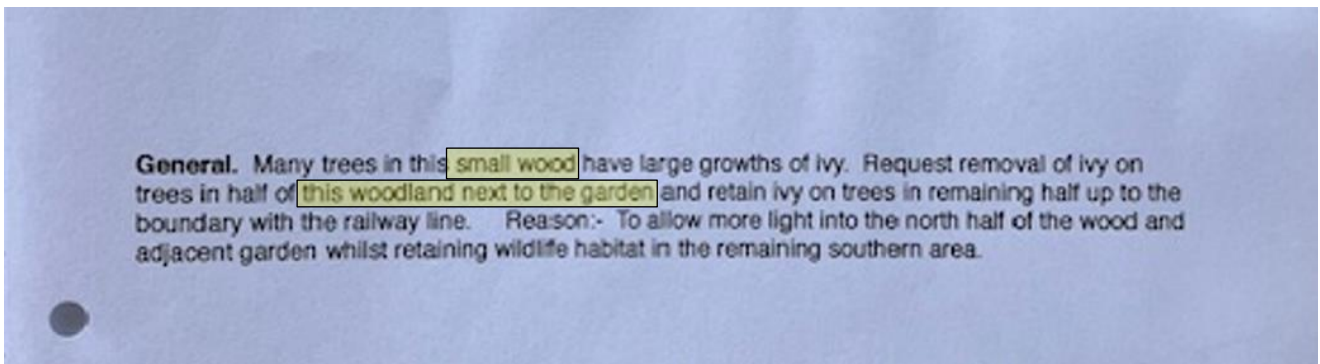 General. Many trees in this small wood have large growths of ivy. Request removal of ivy on
trees in half of this woodland next to the garden and retain ivy on trees in remaining half up to the
boundary with the railway line. Reason:- To allow more light into the north half of the wood and
adjacent garden whilst retaining wildlife habitat in the remaining southern area.